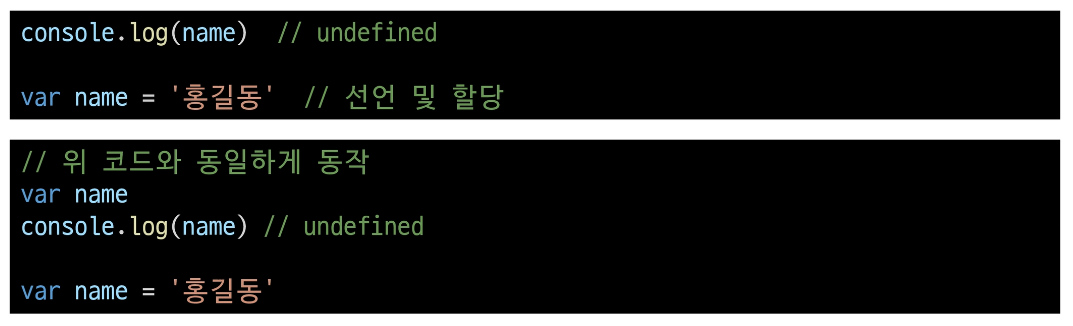 console.log(name)  // undefined
var name = '홍길동'  // 선언 및 할당
// 위 코드와 동일하게 동작
var name
console.log(name) // undefined
var name = '홍길동'